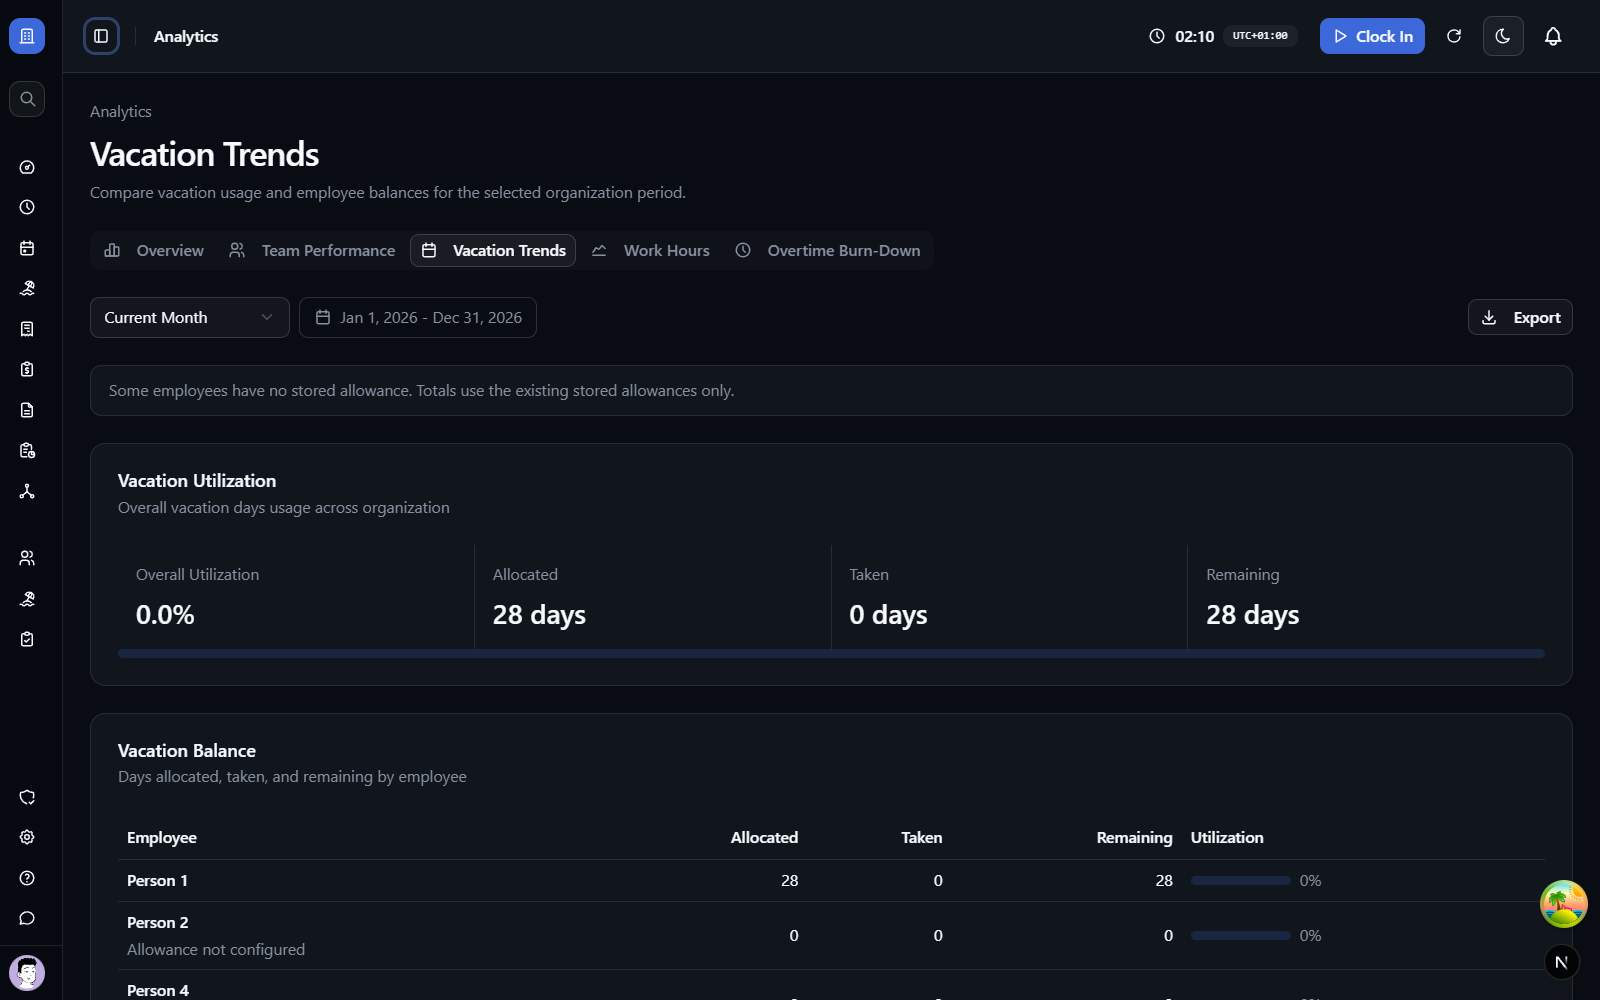 Analytics
02:10
UTC+01:00
Clock In
Analytics
Vacation Trends
Compare vacation usage and employee balances for the selected organization period.
Overview
Team Performance
Vacation Trends
Work Hours
Overtime Burn-Down
Current Month
Jan 1, 2026 - Dec 31, 2026
Export
Some employees have no stored allowance. Totals use the existing stored allowances only.
Vacation Utilization
Overall vacation days usage across organization
Overall Utilization
0.0%
Allocated
28 days
Taken
0 days
Remaining
28 days
Vacation Balance
Days allocated, taken, and remaining by employee
Employee Allocated Taken Remaining Utilization
Person 1 28 0 28 0%
Person 2
Allowance not configured
0 0 0 0%
Person 4
N